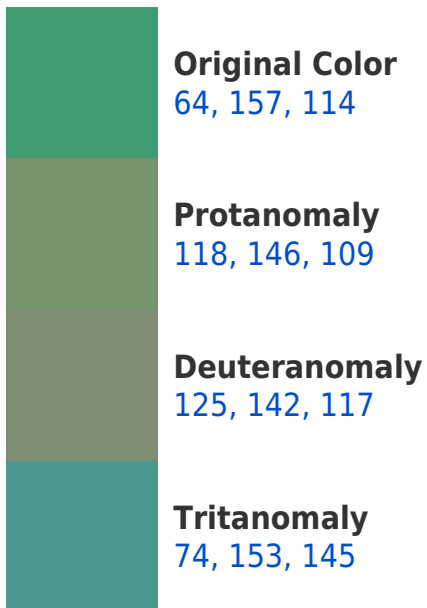 Original Color
64, 157, 114
Protanomaly
118, 146, 109
Deuteranomaly
125, 142, 117
Tritanomaly
74, 153, 145